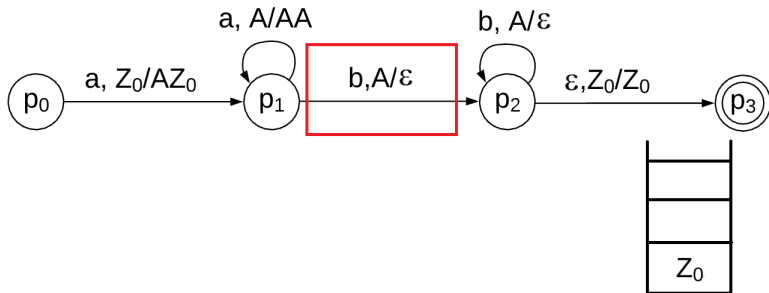 a, A/AA
b, A/ε
a, Z₀/AZ₀
b,A/ε
ε,Z₀/Z₀
p₀
p₁
p₂
p₃
Z₀